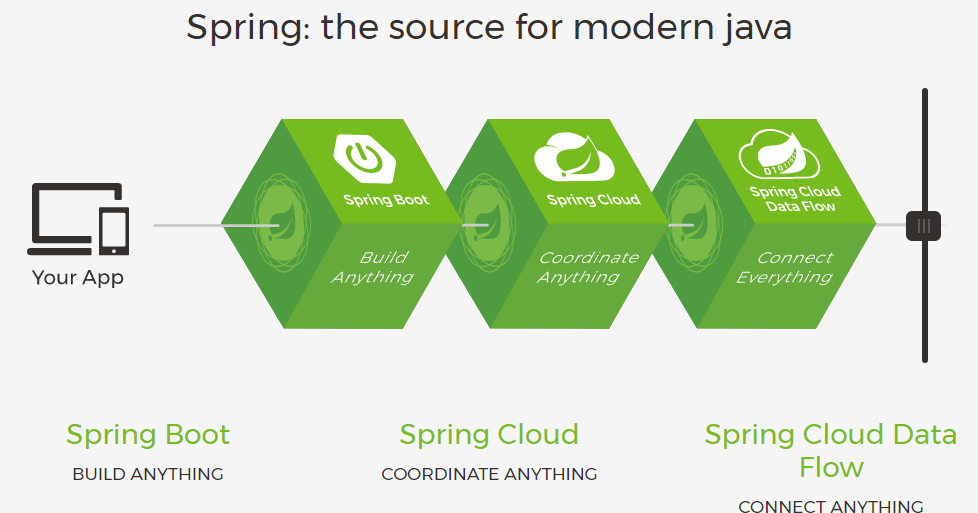 Spring: the source for modern java
Spring Boot
Spring Cloud
Spring Cloud
Data Flow
Build
Anything
Coordinate
Anything
Connect
Everything
Your App
Spring Boot
BUILD ANYTHING
Spring Cloud
COORDINATE ANYTHING
Spring Cloud Data
Flow
CONNECT ANYTHING